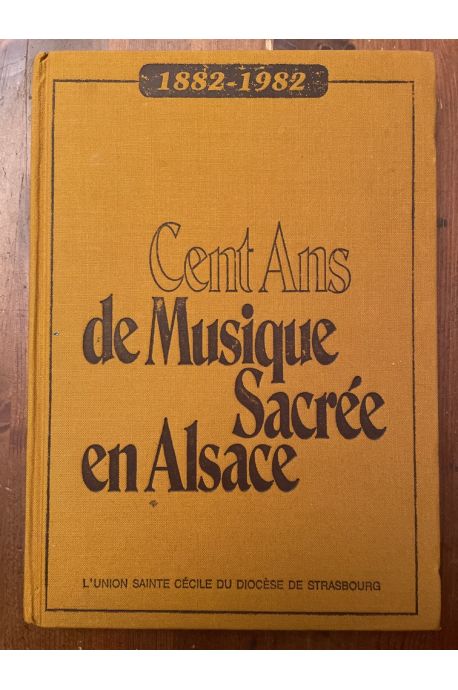 1882-1982
Cent Ans
de Musique
Sacrée
en Alsace
L'UNION SAINTE CÉCILE DU DIOCÈSE DE STRASBOURG